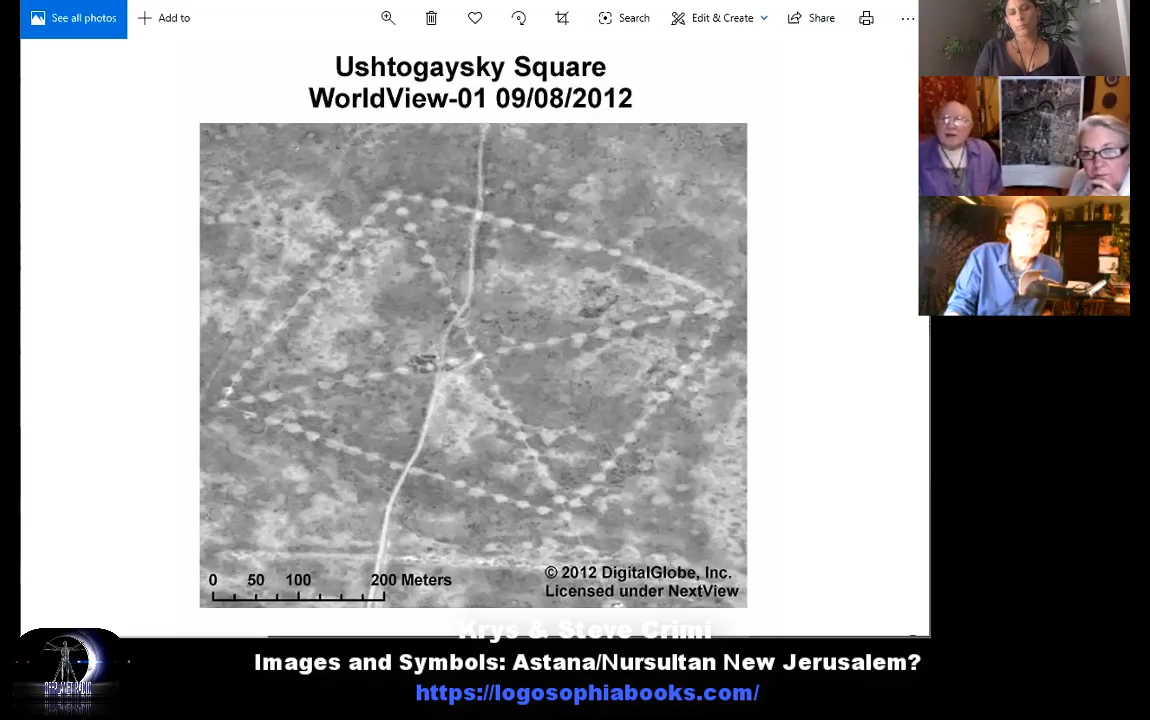 See all photos
Add to
Search
Edit & Create
Share
Ushtogaysky Square
WorldView-01 09/08/2012
0 50 100 200 Meters
© 2012 DigitalGlobe, Inc.
Licensed under NextView
Krys & Steve Crimi
Images and Symbols: Astana/Nursultan New Jerusalem?
https://logosophiabooks.com/